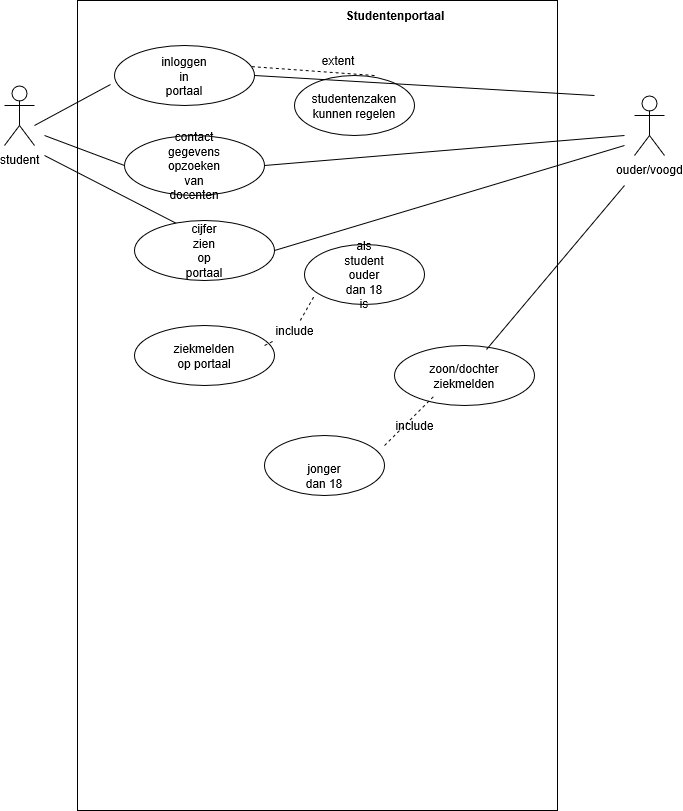 Studentenportaal
inloggen
in
portaal
extent
studentenzaken
kunnen regelen
student
contact
gegevens
opzoeken
van
docenten
ouder/voogd
cijfer
zien
op
portaal
als
student
ouder
dan 18
is
include
ziekmelden
op portaal
zoon/dochter
ziekmelden
include
jonger
dan 18